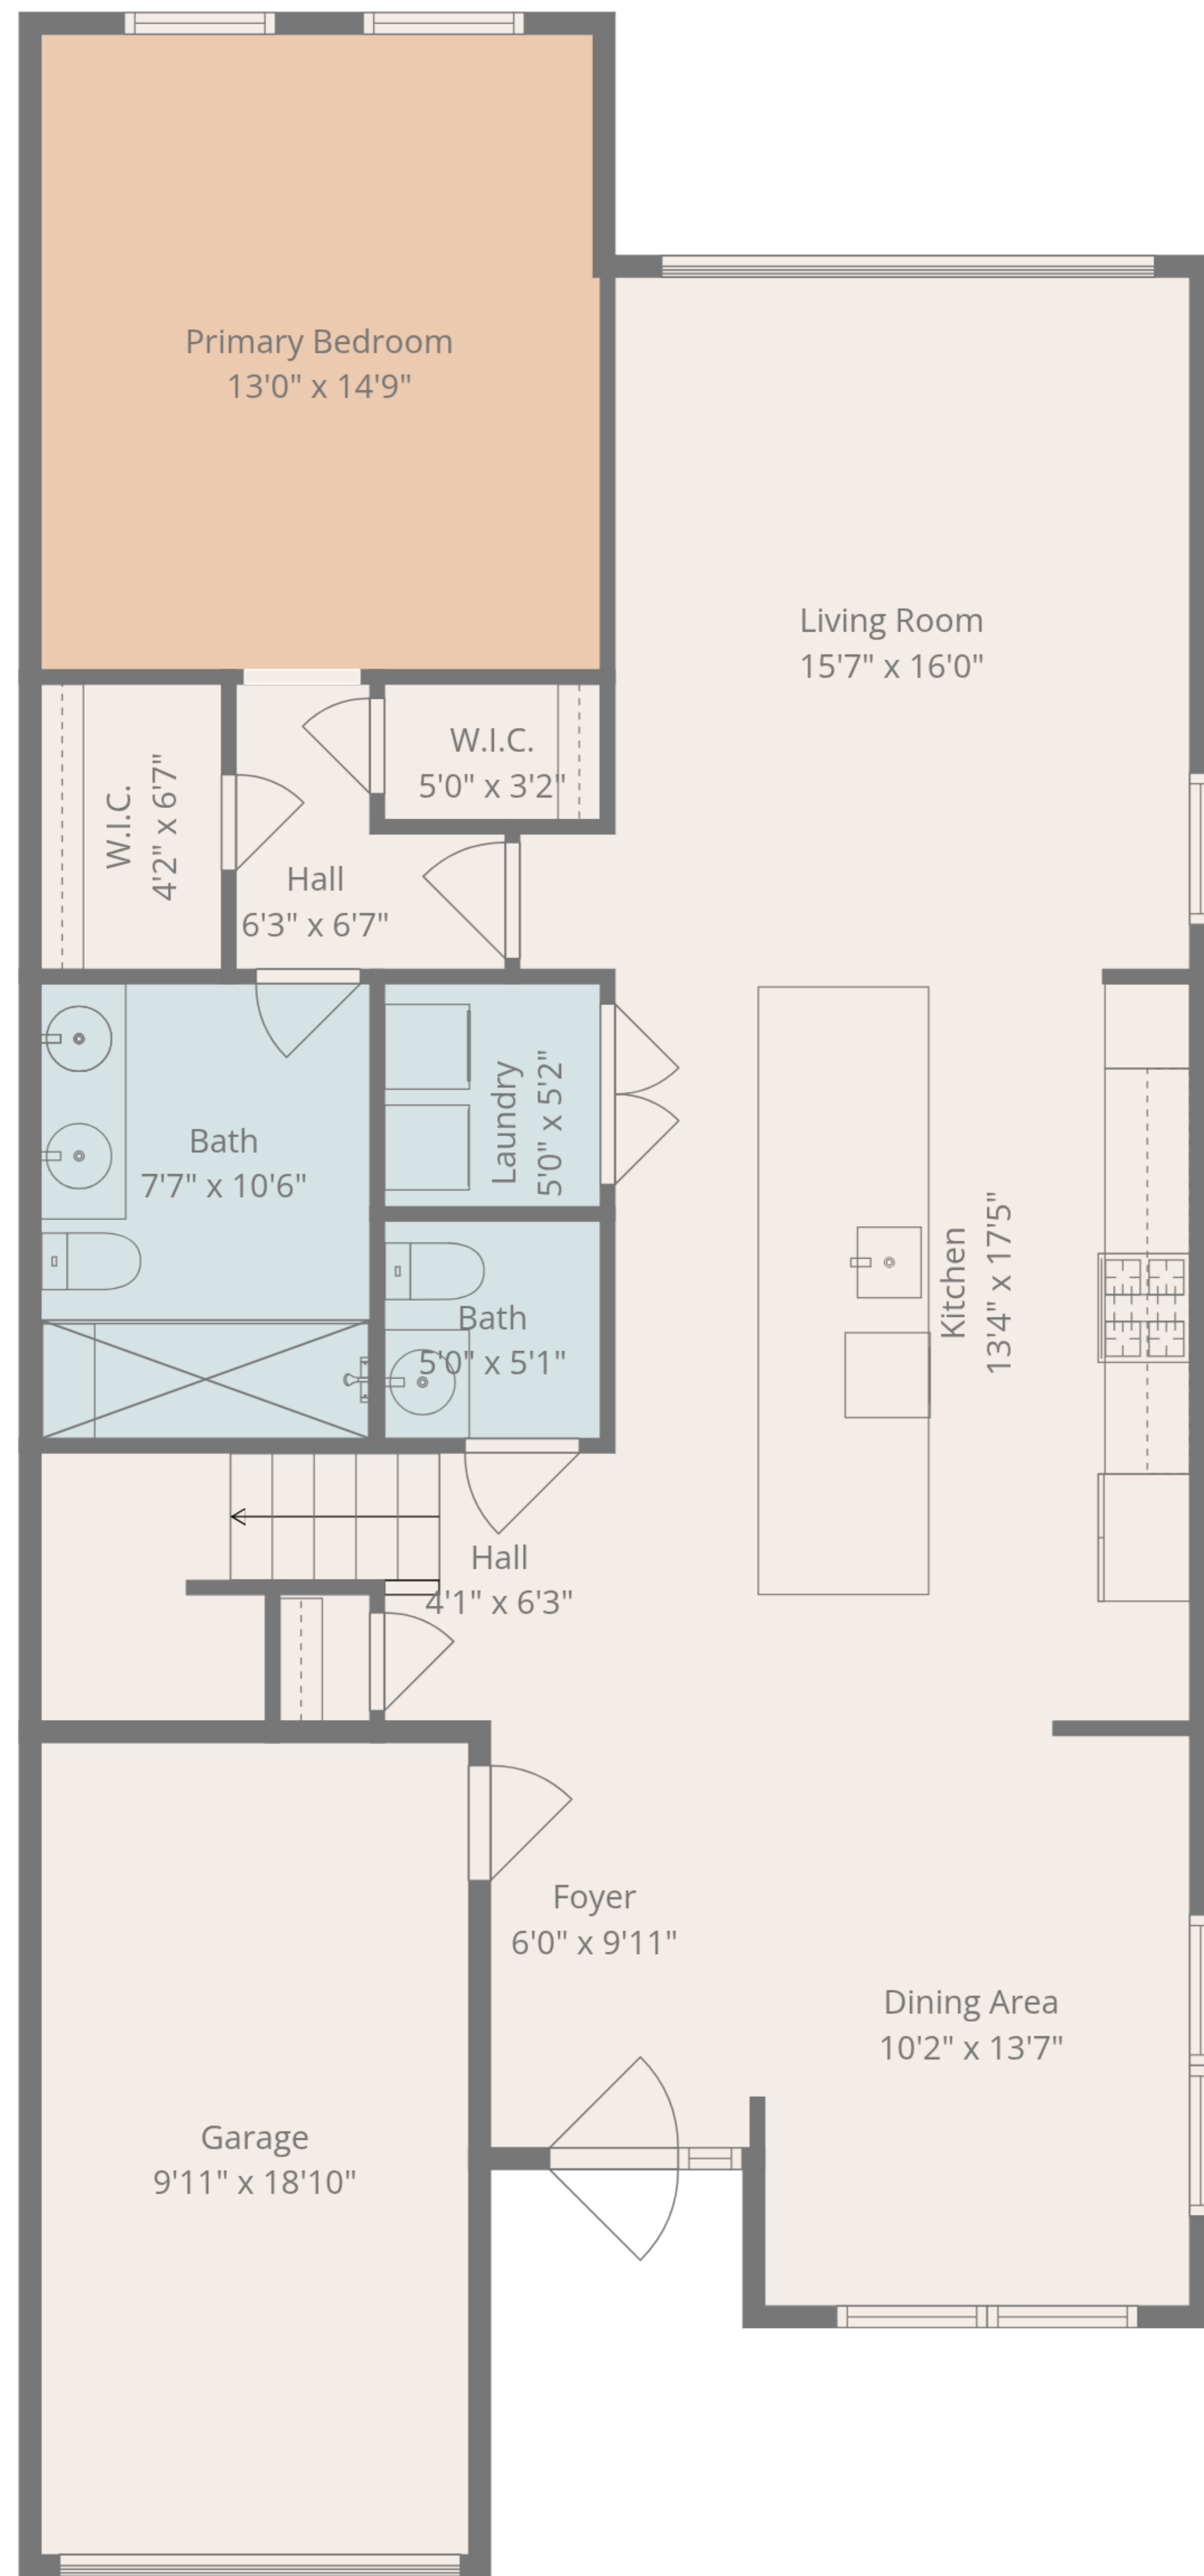 Primary Bedroom
13'0" x 14'9"
Living Room
15'7" x 16'0"
W.I.C.
5'0" x 3'2"
W.I.C.
4'2" x 6'7"
Hall
6'3" x 6'7"
Bath
7'7" x 10'6"
Laundry
5'0" x 5'2"
Kitchen
13'4" x 17'5"
Bath
5'0" x 5'1"
Hall
4'1" x 6'3"
Foyer
6'0" x 9'11"
Dining Area
10'2" x 13'7"
Garage
9'11" x 18'10"